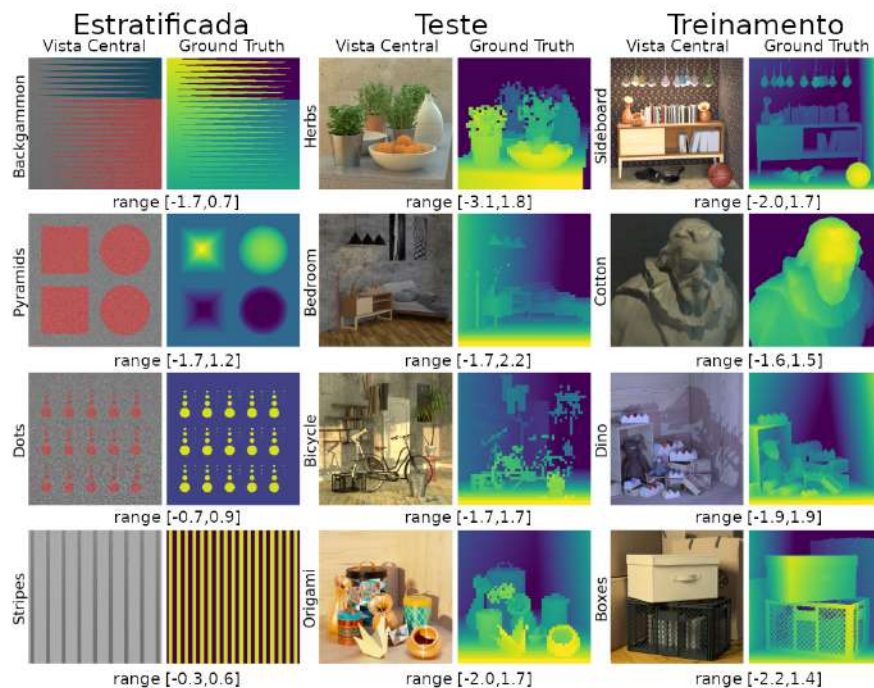 Estratificada Teste Treinamento
Vista Central Ground Truth Vista Central Ground Truth Vista Central Ground Truth
Backgammon Herbs Sideboard
range [-1.7,0.7] range [-3.1,1.8] range [-2.0,1.7]
Pyramids Bedroom Cotton
range [-1.7,1.2] range [-1.7,2.2] range [-1.6,1.5]
Dots Bicycle Dino
range [-0.7,0.9] range [-1.7,1.7] range [-1.9,1.9]
Stripes Origami Boxes
range [-0.3,0.6] range [-2.0,1.7] range [-2.2,1.4]